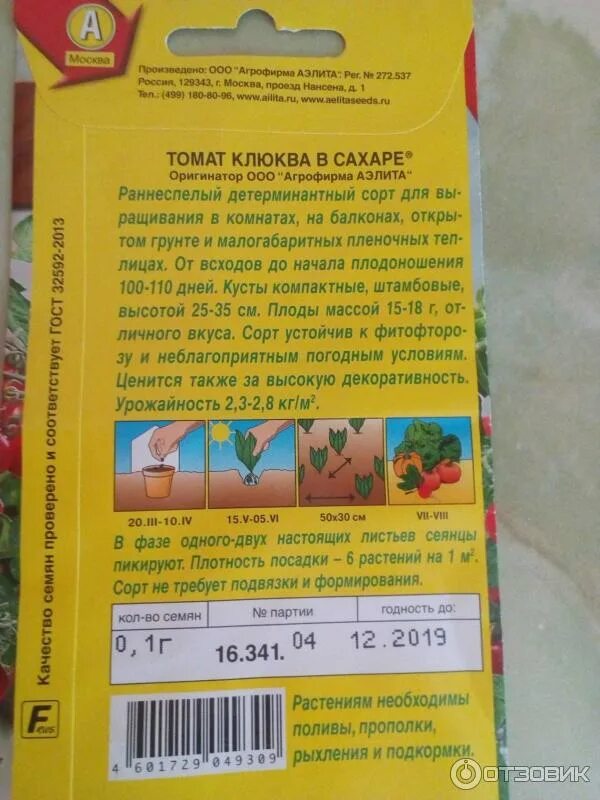 А
Москва
Произведено: ООО "Агрофирма АЭЛИТА". Рег. № 272.537
Россия, 129343, г. Москва, проезд Нансена, д. 1
Тел.: (499) 180-80-96, www.ailita.ru, www.aelitaseeds.ru
ТОМАТ КЛЮКВА В САХАРЕ®
Оригинатор ООО "Агрофирма АЭЛИТА"
Раннеспелый детерминантный сорт для вы-
ращивания в комнатах, на балконах, откры-
том грунте и малогабаритных пленочных теп-
лицах. От всходов до начала плодоношения
100-110 дней. Кусты компактные, штамбовые,
высотой 25-35 см. Плоды массой 15-18 г, от-
личного вкуса. Сорт устойчив к фитофторо-
зу и неблагоприятным погодным условиям.
Ценится также за высокую декоративность.
Урожайность 2,3-2,8 кг/м².
20.III-10.IV 15.V-05.VI 50х30 см VII-VIII
В фазе одного-двух настоящих листьев сеянцы
пикируют. Плотность посадки – 6 растений на 1 м².
Сорт не требует подвязки и формирования.
кол-во семян № партии годность до:
0,1г 16.341. 04 12.2019
Растениям необходимы
поливы, прополки,
рыхления и подкормки.
4 601729 049309
Качество семян проверено и соответствует ГОСТ 32592-2013
F
ОТЗОВИК